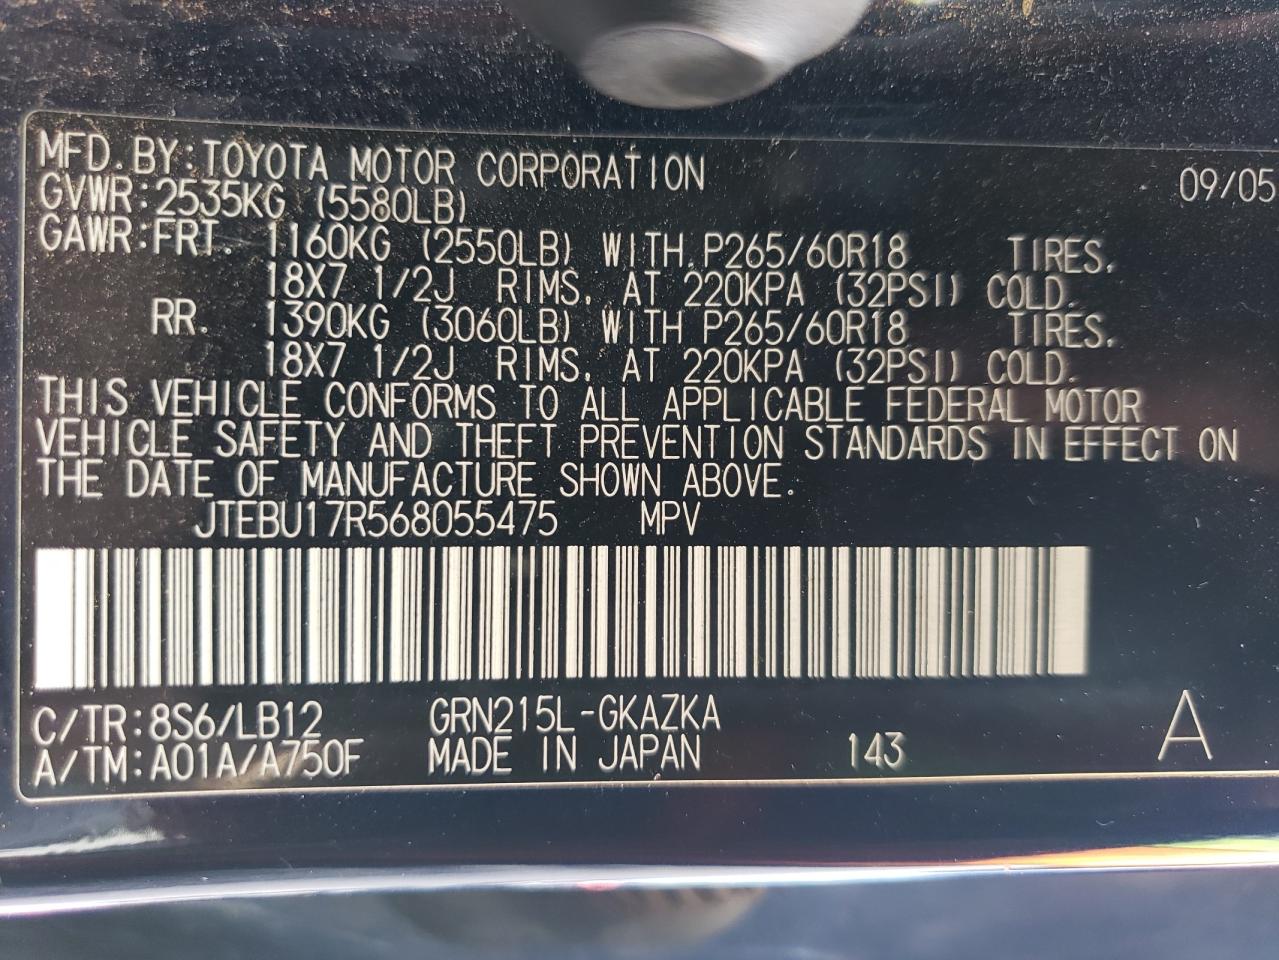 MFD. BY: TOYOTA MOTOR CORPORATION 09/05
GVWR: 2535KG (5580LB)
GAWR: FRT. 1160KG (2550LB) WITH P265/60R18 TIRES.
18X7 1/2J RIMS, AT 220KPA (32PSI) COLD.
RR. 1390KG (3060LB) WITH P265/60R18 TIRES.
18X7 1/2J RIMS, AT 220KPA (32PSI) COLD.
THIS VEHICLE CONFORMS TO ALL APPLICABLE FEDERAL MOTOR
VEHICLE SAFETY AND THEFT PREVENTION STANDARDS IN EFFECT ON
THE DATE OF MANUFACTURE SHOWN ABOVE.
JTEBU17R568055475 MPV
C/TR: 8S6/LB12 GRN215L-GKAZKA
A/TM: A01A/A750F MADE IN JAPAN 143 A